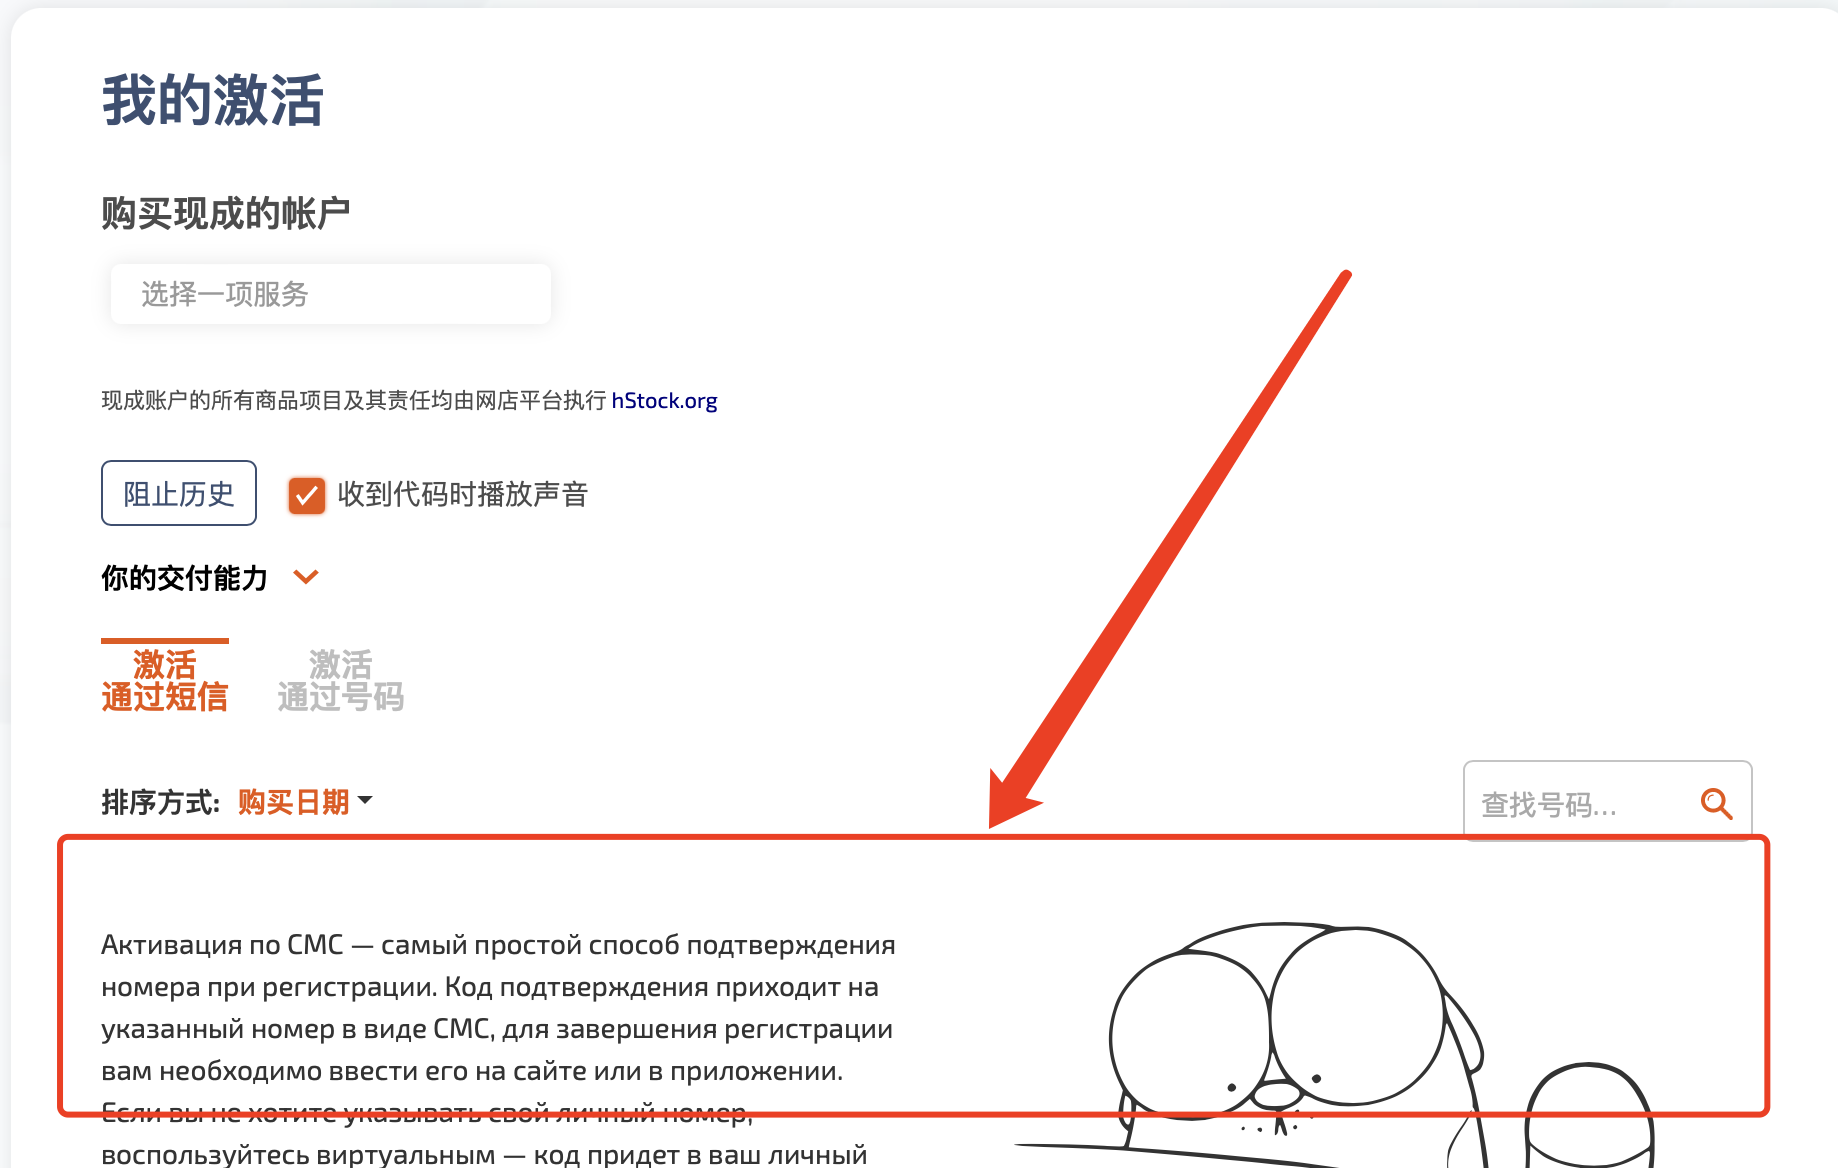 我的激活
购买现成的帐户
选择一项服务
现成账户的所有商品项目及其责任均由网店平台执行 hStock.org
阻止历史
收到代码时播放声音
你的交付能力
激活
通过短信
激活
通过号码
排序方式: 购买日期
查找号码...
Активация по СМС — самый простой способ подтверждения
номера при регистрации. Код подтверждения приходит на
указанный номер в виде СМС, для завершения регистрации
вам необходимо ввести его на сайте или в приложении.
Если вы не хотите указывать свой личный номер,
воспользуйтесь виртуальным — код придет в ваш личный